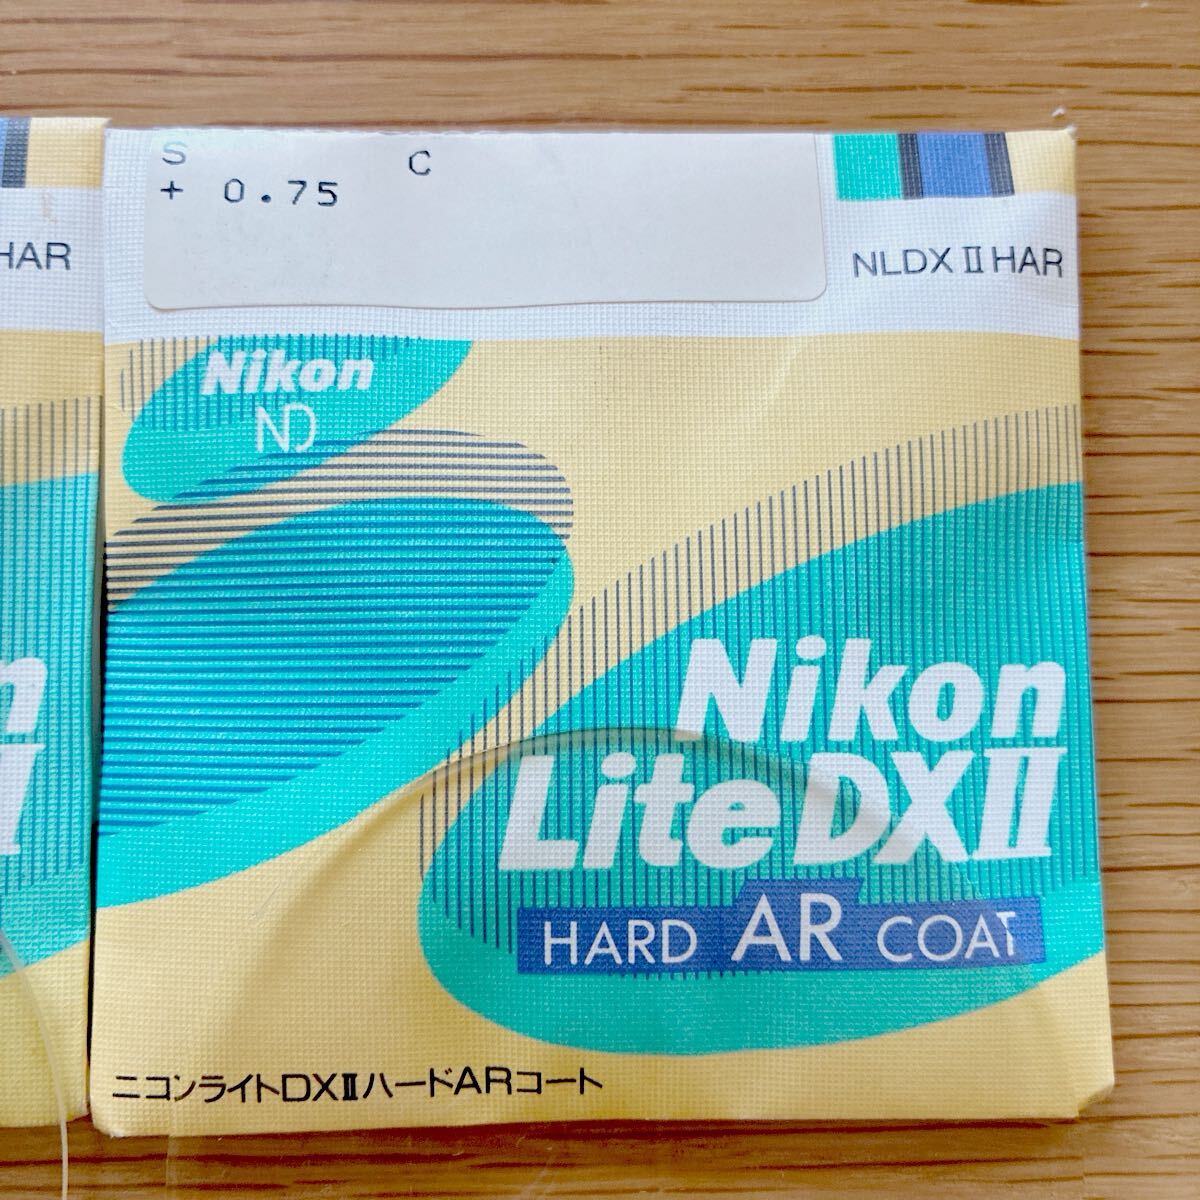 S C
+ 0.75
HAR
NLDX II HAR
Nikon
ND
Nikon
Lite DX II
HARD AR COAT
ニコンライトDXⅡハードARコート
n
II